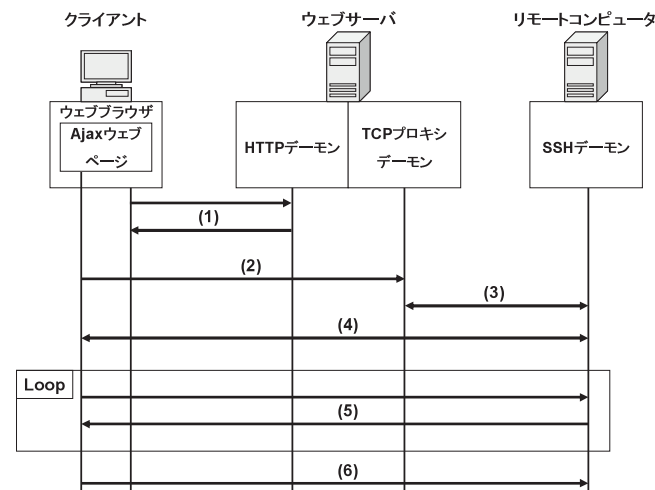 クライアント
ウェブサーバ
リモートコンピュータ
ウェブブラウザ
Ajaxウェブ
ページ
HTTPデーモン
TCPプロキシ
デーモン
SSHデーモン
(1)
(2)
(3)
(4)
Loop
(5)
(6)